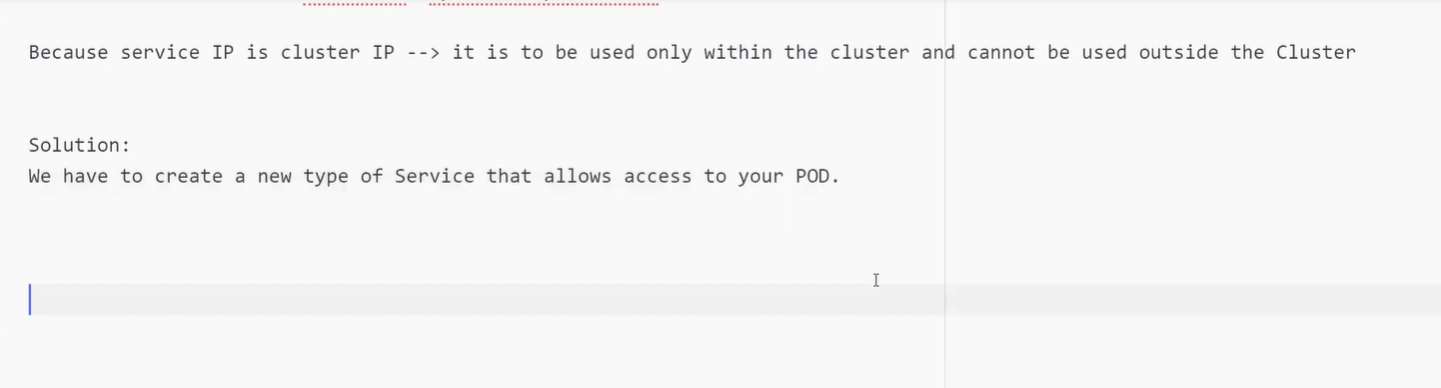 Because service IP is cluster IP --> it is to be used only within the cluster and cannot be used outside the Cluster
Solution:
We have to create a new type of Service that allows access to your POD.